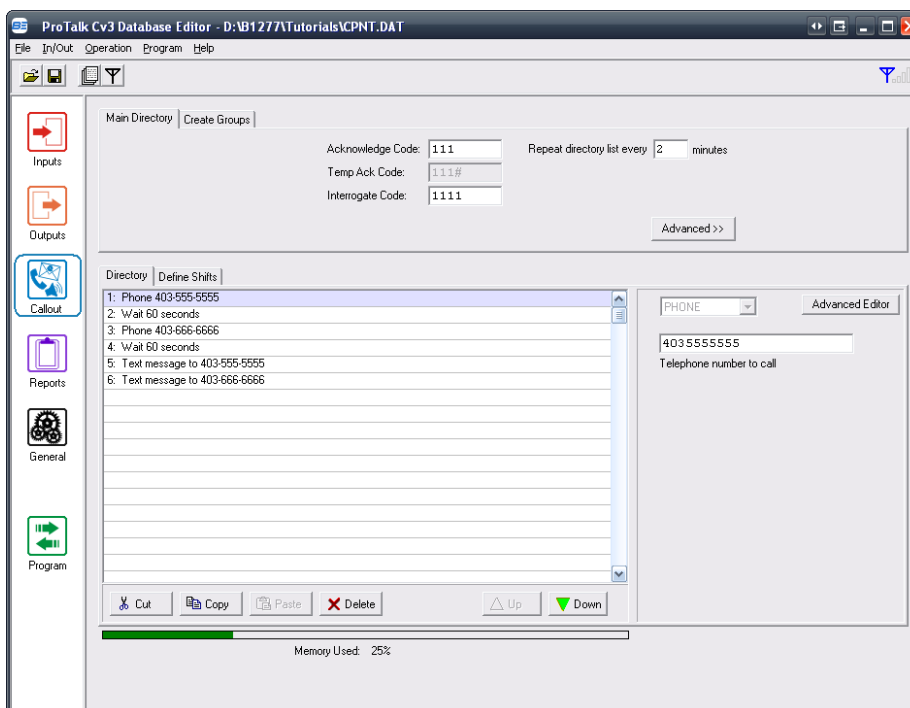 ProTalk Cv3 Database Editor - D:\B1277\Tutorials\CPNT.DAT
File In/Out Operation Program Help
Inputs
Outputs
Callout
Reports
General
Program
Main Directory Create Groups
Acknowledge Code: 111 Repeat directory list every 2 minutes
Temp Ack Code: 111#
Interrogate Code: 1111
Advanced >>
Directory Define Shifts
1: Phone 403-555-5555
2: Wait 60 seconds
3: Phone 403-666-6666
4: Wait 60 seconds
5: Text message to 403-555-5555
6: Text message to 403-666-6666
PHONE Advanced Editor
4035555555
Telephone number to call
Cut Copy Paste Delete Up Down
Memory Used: 25%